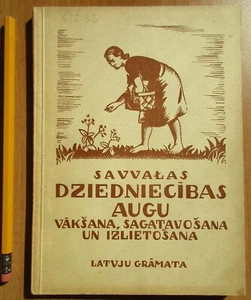 SAVVAĻAS
DZIEDNIECĪBAS
AUGU
VĀKŠANA, SAGATAVOŠANA
UN IZLIETOŠANA
LATVJU GRĀMATA